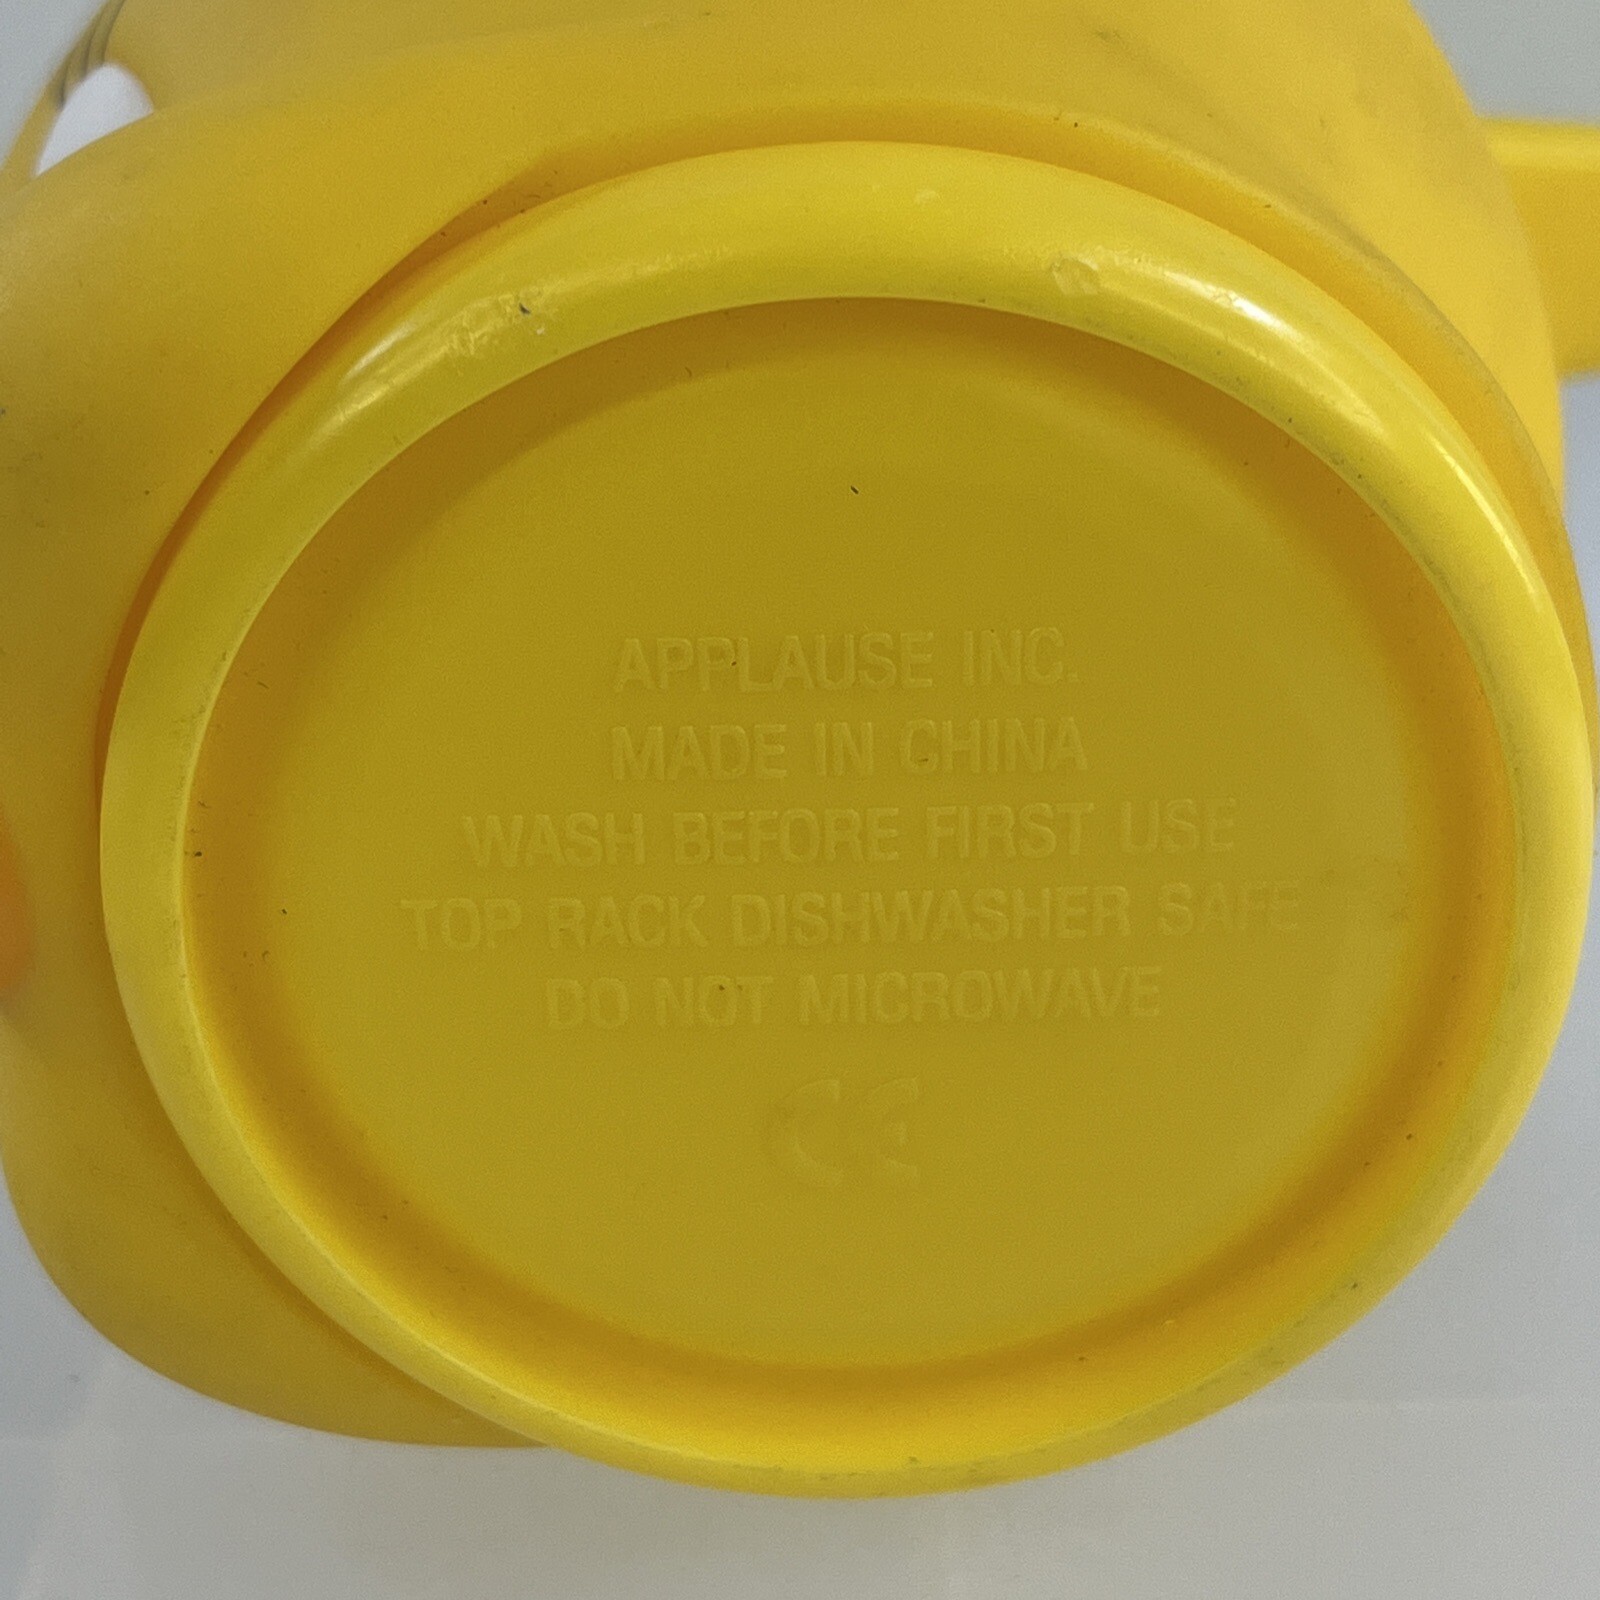 APPLAUSE INC.
MADE IN CHINA
WASH BEFORE FIRST USE
TOP RACK DISHWASHER SAFE
DO NOT MICROWAVE
CE